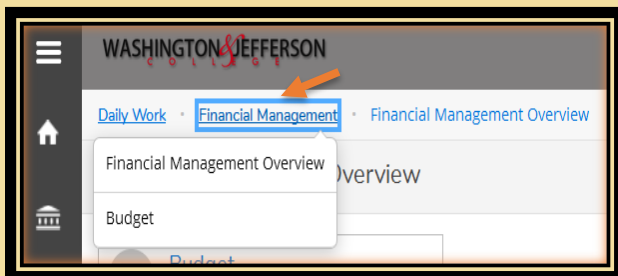 WASHINGTON&JEFFERSON
COLLEGE
Daily Work · Financial Management · Financial Management Overview
Financial Management Overview
Overview
Budget
Budget